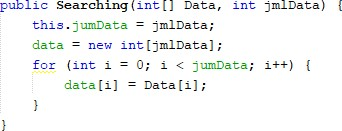 public Searching(int[] Data, int jmlData) {
this.jumData = jmlData;
data = new int[jmlData];
for (int i = 0; i < jumData; i++) {
data[i] = Data[i];
}
}